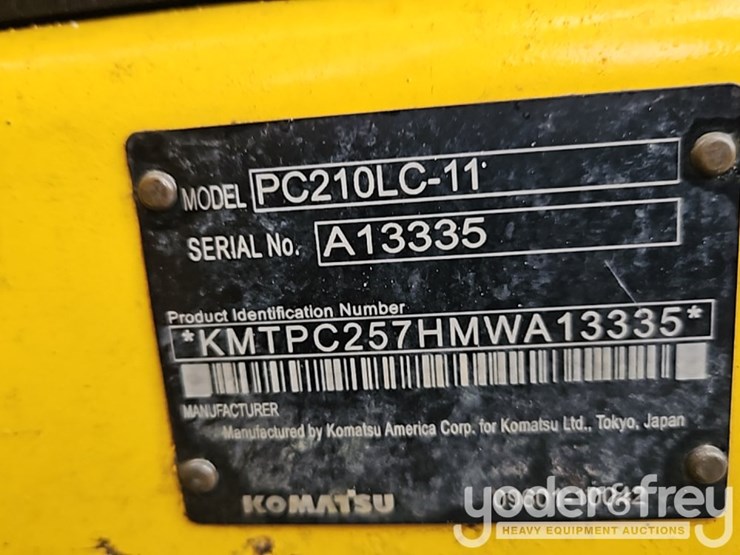 MODEL PC210LC-11
SERIAL No. A13335
Product Identification Number
*KMTPC257HMWA13335*
MANUFACTURER
Manufactured by Komatsu America Corp. for Komatsu Ltd., Tokyo, Japan
KOMATSU
yoder&frey
HEAVY EQUIPMENT AUCTIONS